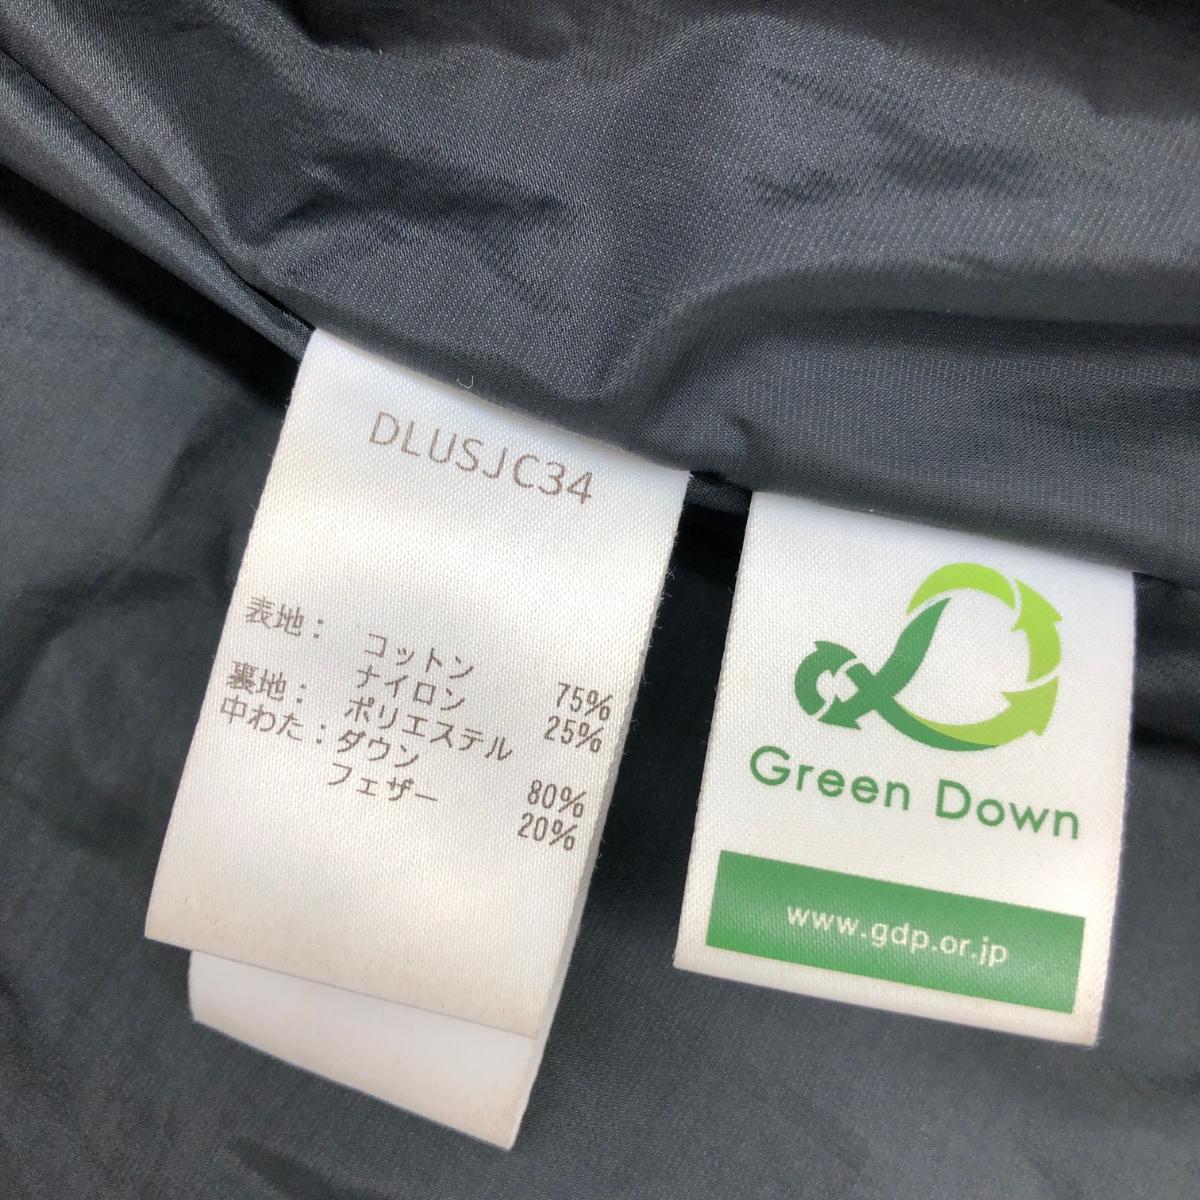 DLUSJC34
表地： コットン 75%
ナイロン 25%
裏地： ポリエステル
中わた：ダウン 80%
フェザー 20%
Green Down
www.gdp.or.jp